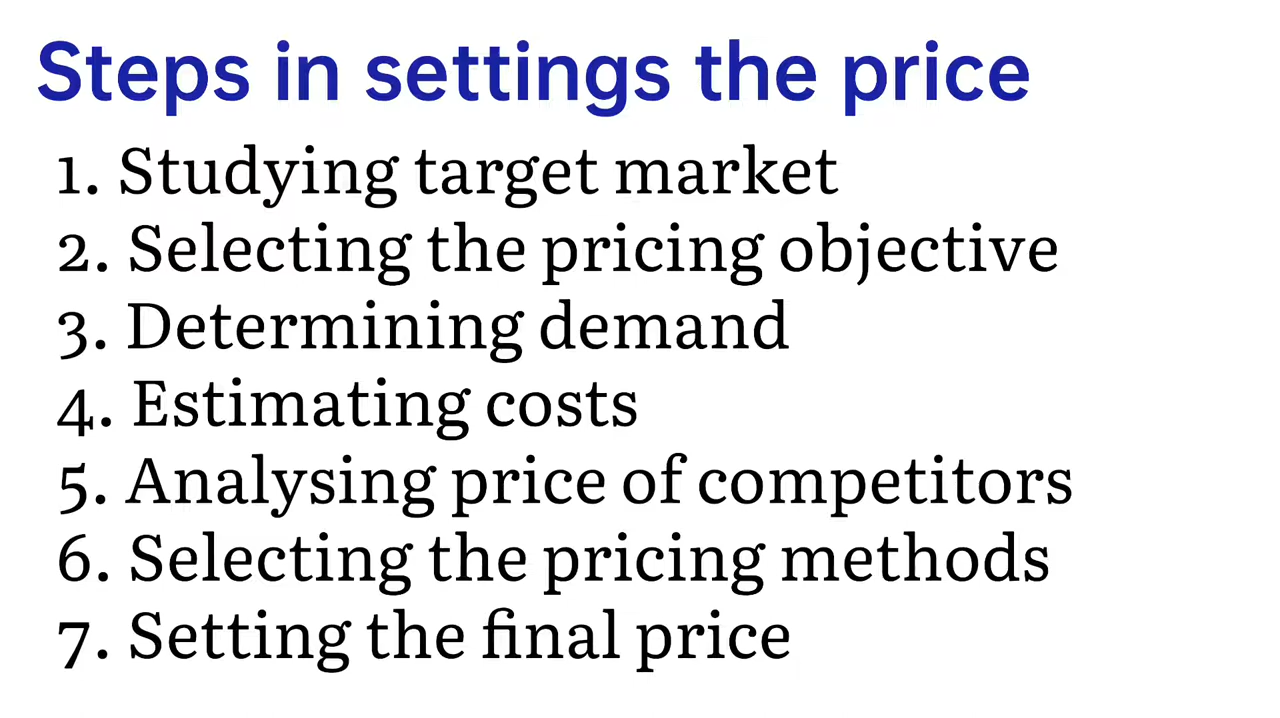 Steps in settings the price
1. Studying target market
2. Selecting the pricing objective
3. Determining demand
4. Estimating costs
5. Analysing price of competitors
6. Selecting the pricing methods
7. Setting the final price